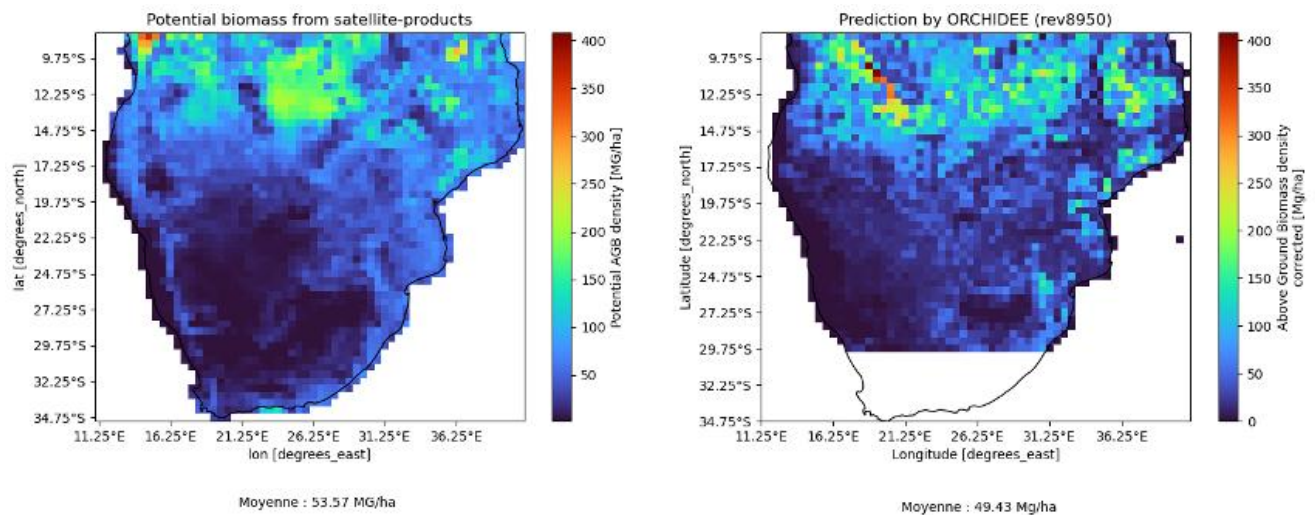 Potential biomass from satellite-products
9.75°S
12.25°S
14.75°S
17.25°S
19.75°S
22.25°S
24.75°S
27.25°S
29.75°S
32.25°S
34.75°S
lat [degrees_north]
11.25°E 16.25°E 21.25°E 26.25°E 31.25°E 36.25°E
lon [degrees_east]
400
350
300
250
200
150
100
50
Potential AGB density [MG/ha]
Moyenne : 53.57 MG/ha
Prediction by ORCHIDEE (rev8950)
9.75°S
12.25°S
14.75°S
17.25°S
19.75°S
22.25°S
24.75°S
27.25°S
29.75°S
32.25°S
34.75°S
Latitude [degrees_north]
11.25°E 16.25°E 21.25°E 26.25°E 31.25°E 36.25°E
Longitude [degrees_east]
400
350
300
250
200
150
100
50
0
Above Ground Biomass density
corrected [Mg/ha]
Moyenne : 49.43 Mg/ha